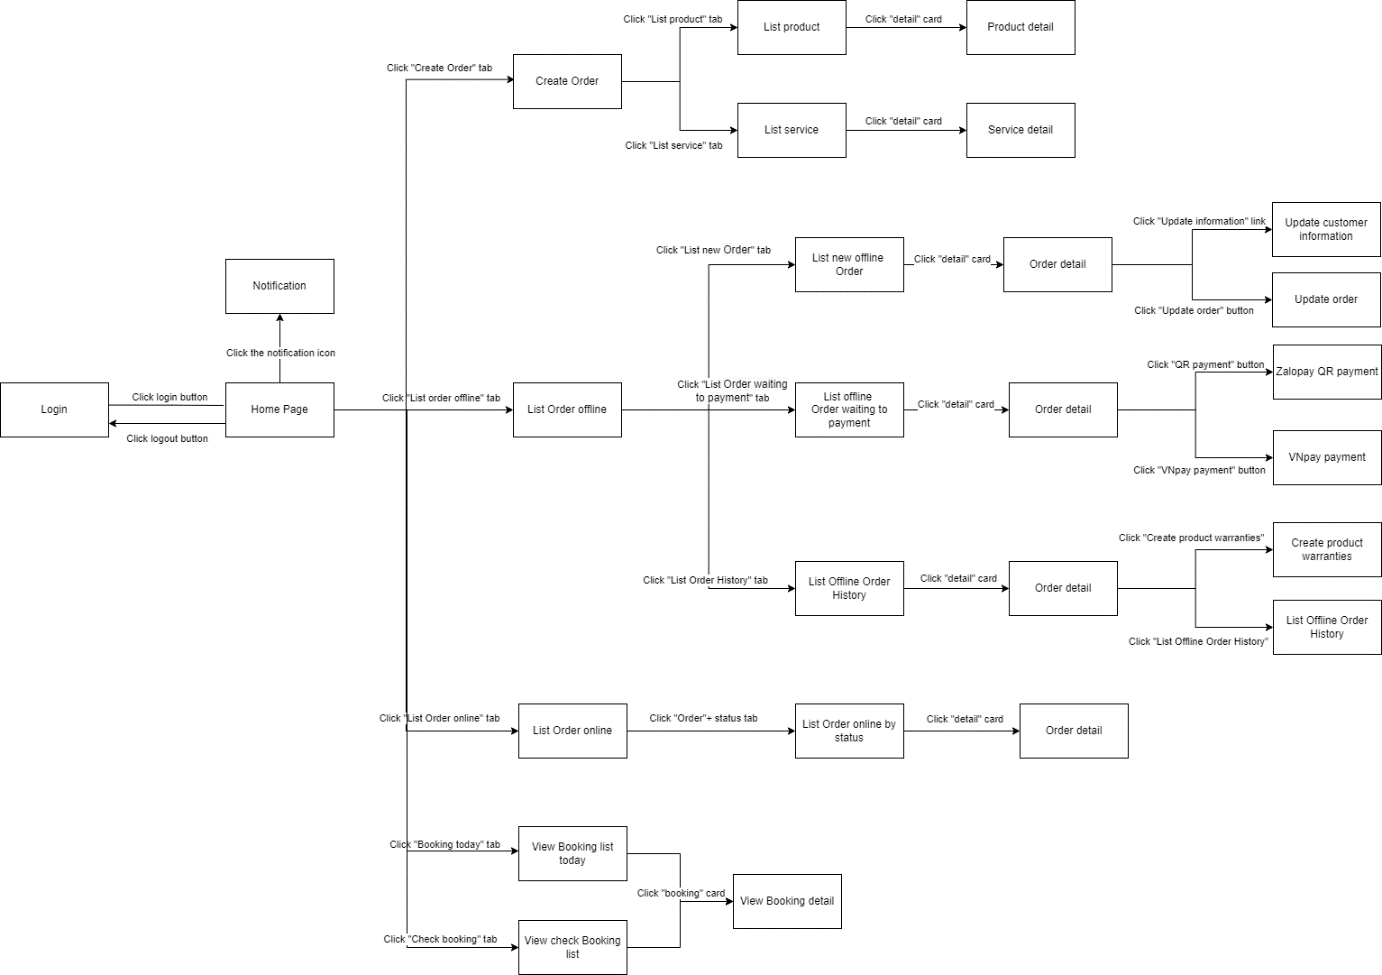 Click "List product" tab
List product
Click "detail" card
Product detail
Click "Create Order" tab
Create Order
Click "List service" tab
List service
Click "detail" card
Service detail
Notification
Click the notification icon
Login
Click login button
Click logout button
Home Page
Click "List order offline" tab
List Order offline
Click "List new Order" tab
List new offline
Order
Click "detail" card
Order detail
Click "Update information" link
Update customer
information
Click "Update order" button
Update order
Click "List Order waiting
to payment" tab
List offline
Order waiting to
payment
Click "detail" card
Order detail
Click "QR payment" button
Zalopay QR payment
Click "VNpay payment" button
VNpay payment
Click "List Order History" tab
List Offline Order
History
Click "detail" card
Order detail
Click "Create product warranties"
Create product
warranties
Click "List Offline Order History"
List Offline Order
History
Click "List Order online" tab
List Order online
Click "Order"+ status tab
List Order online by
status
Click "detail" card
Order detail
Click "Booking today" tab
View Booking list
today
Click "booking" card
View Booking detail
Click "Check booking" tab
View check Booking
list